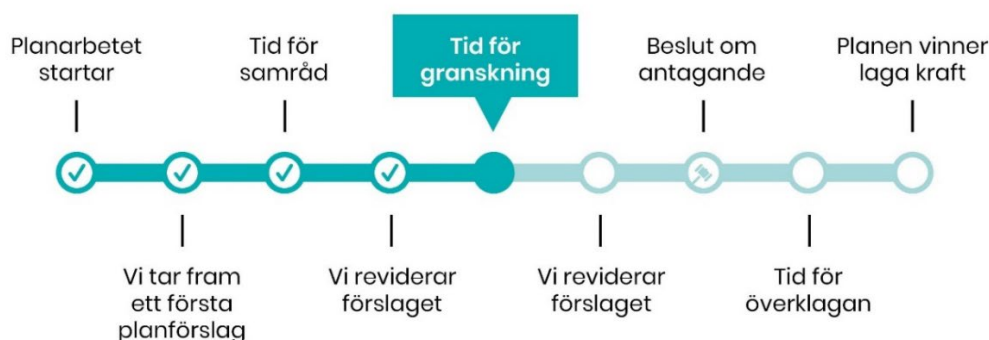 Planarbetet
startar
Vi tar fram
ett första
planförslag
Tid för
samråd
Vi reviderar
förslaget
Tid för
granskning
Vi reviderar
förslaget
Beslut om
antagande
Tid för
överklagan
Planen vinner
laga kraft